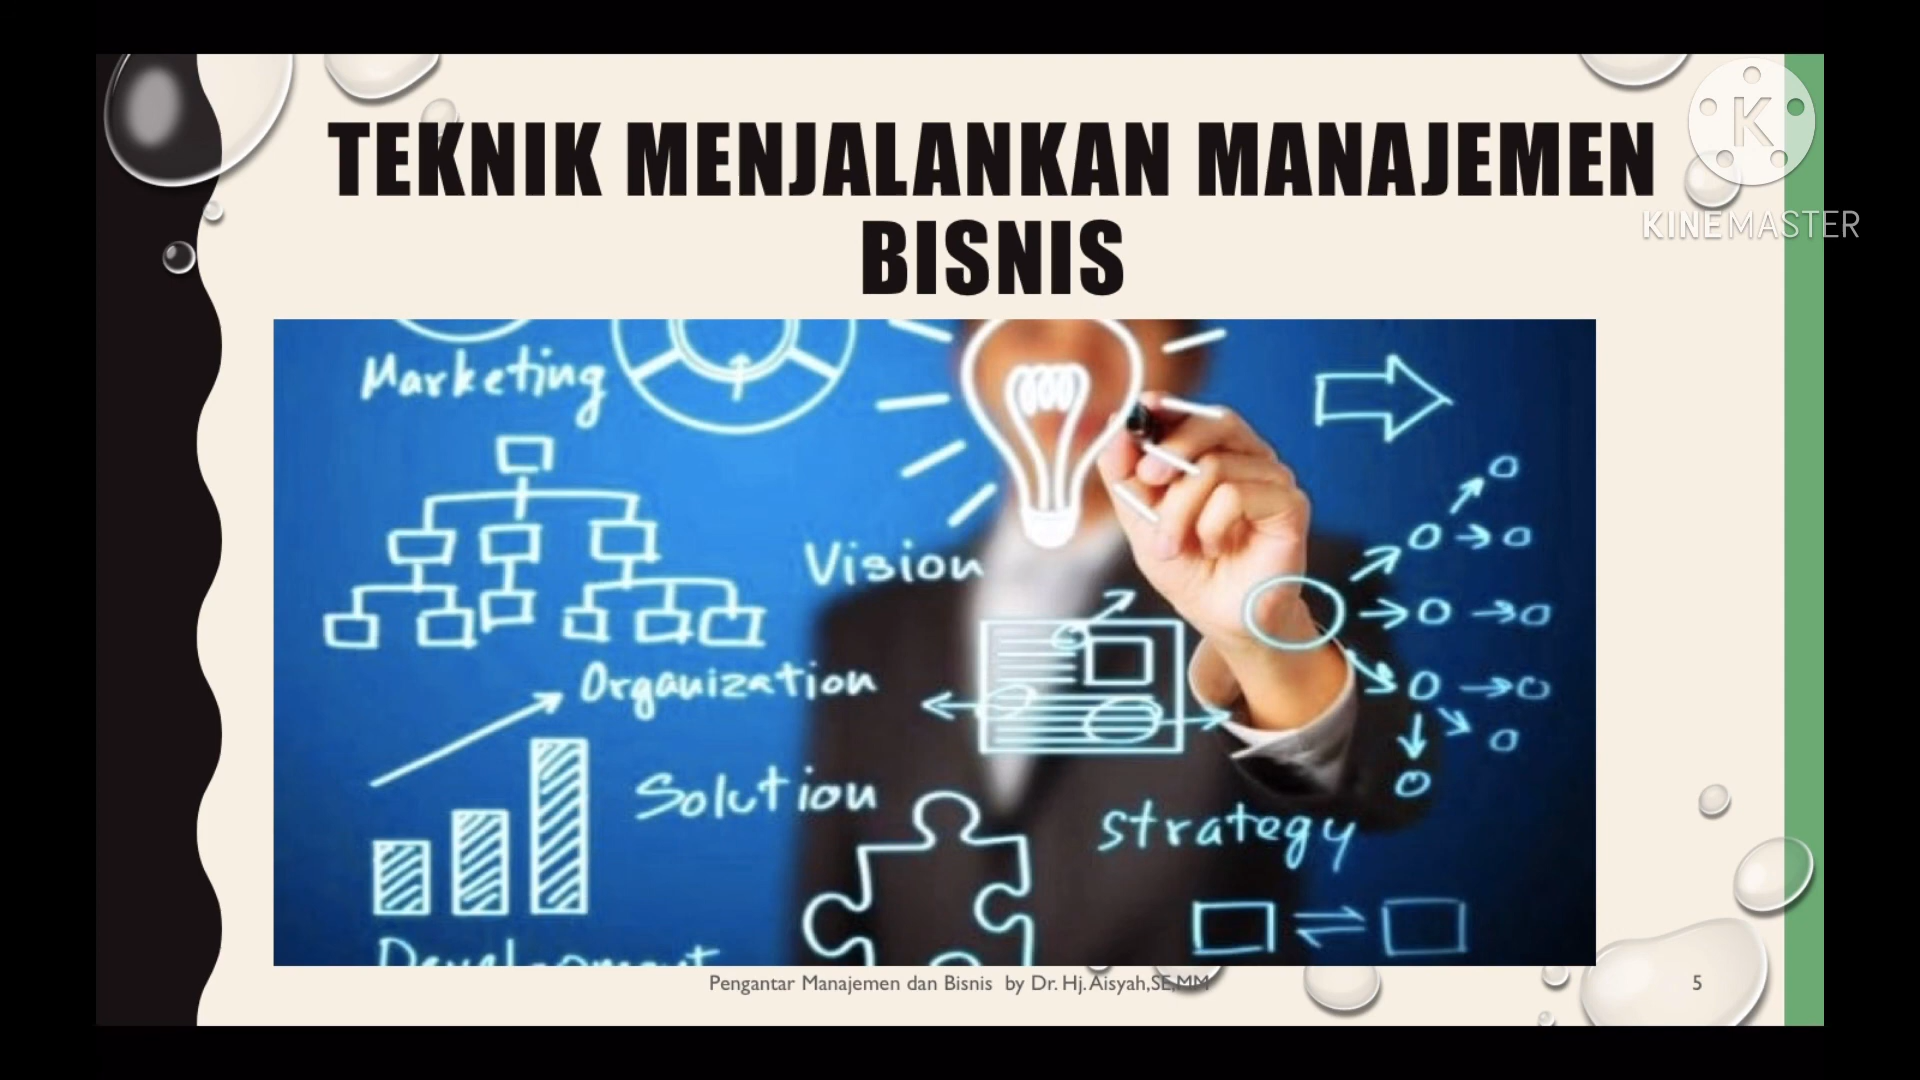 TEKNIK MENJALANKAN MANAJEMEN
BISNIS
K
KINEMASTER
Marketing
Vision
Organization
Solution
strategy
Development
Pengantar Manajemen dan Bisnis by Dr. Hj. Aisyah,SE,MM
5